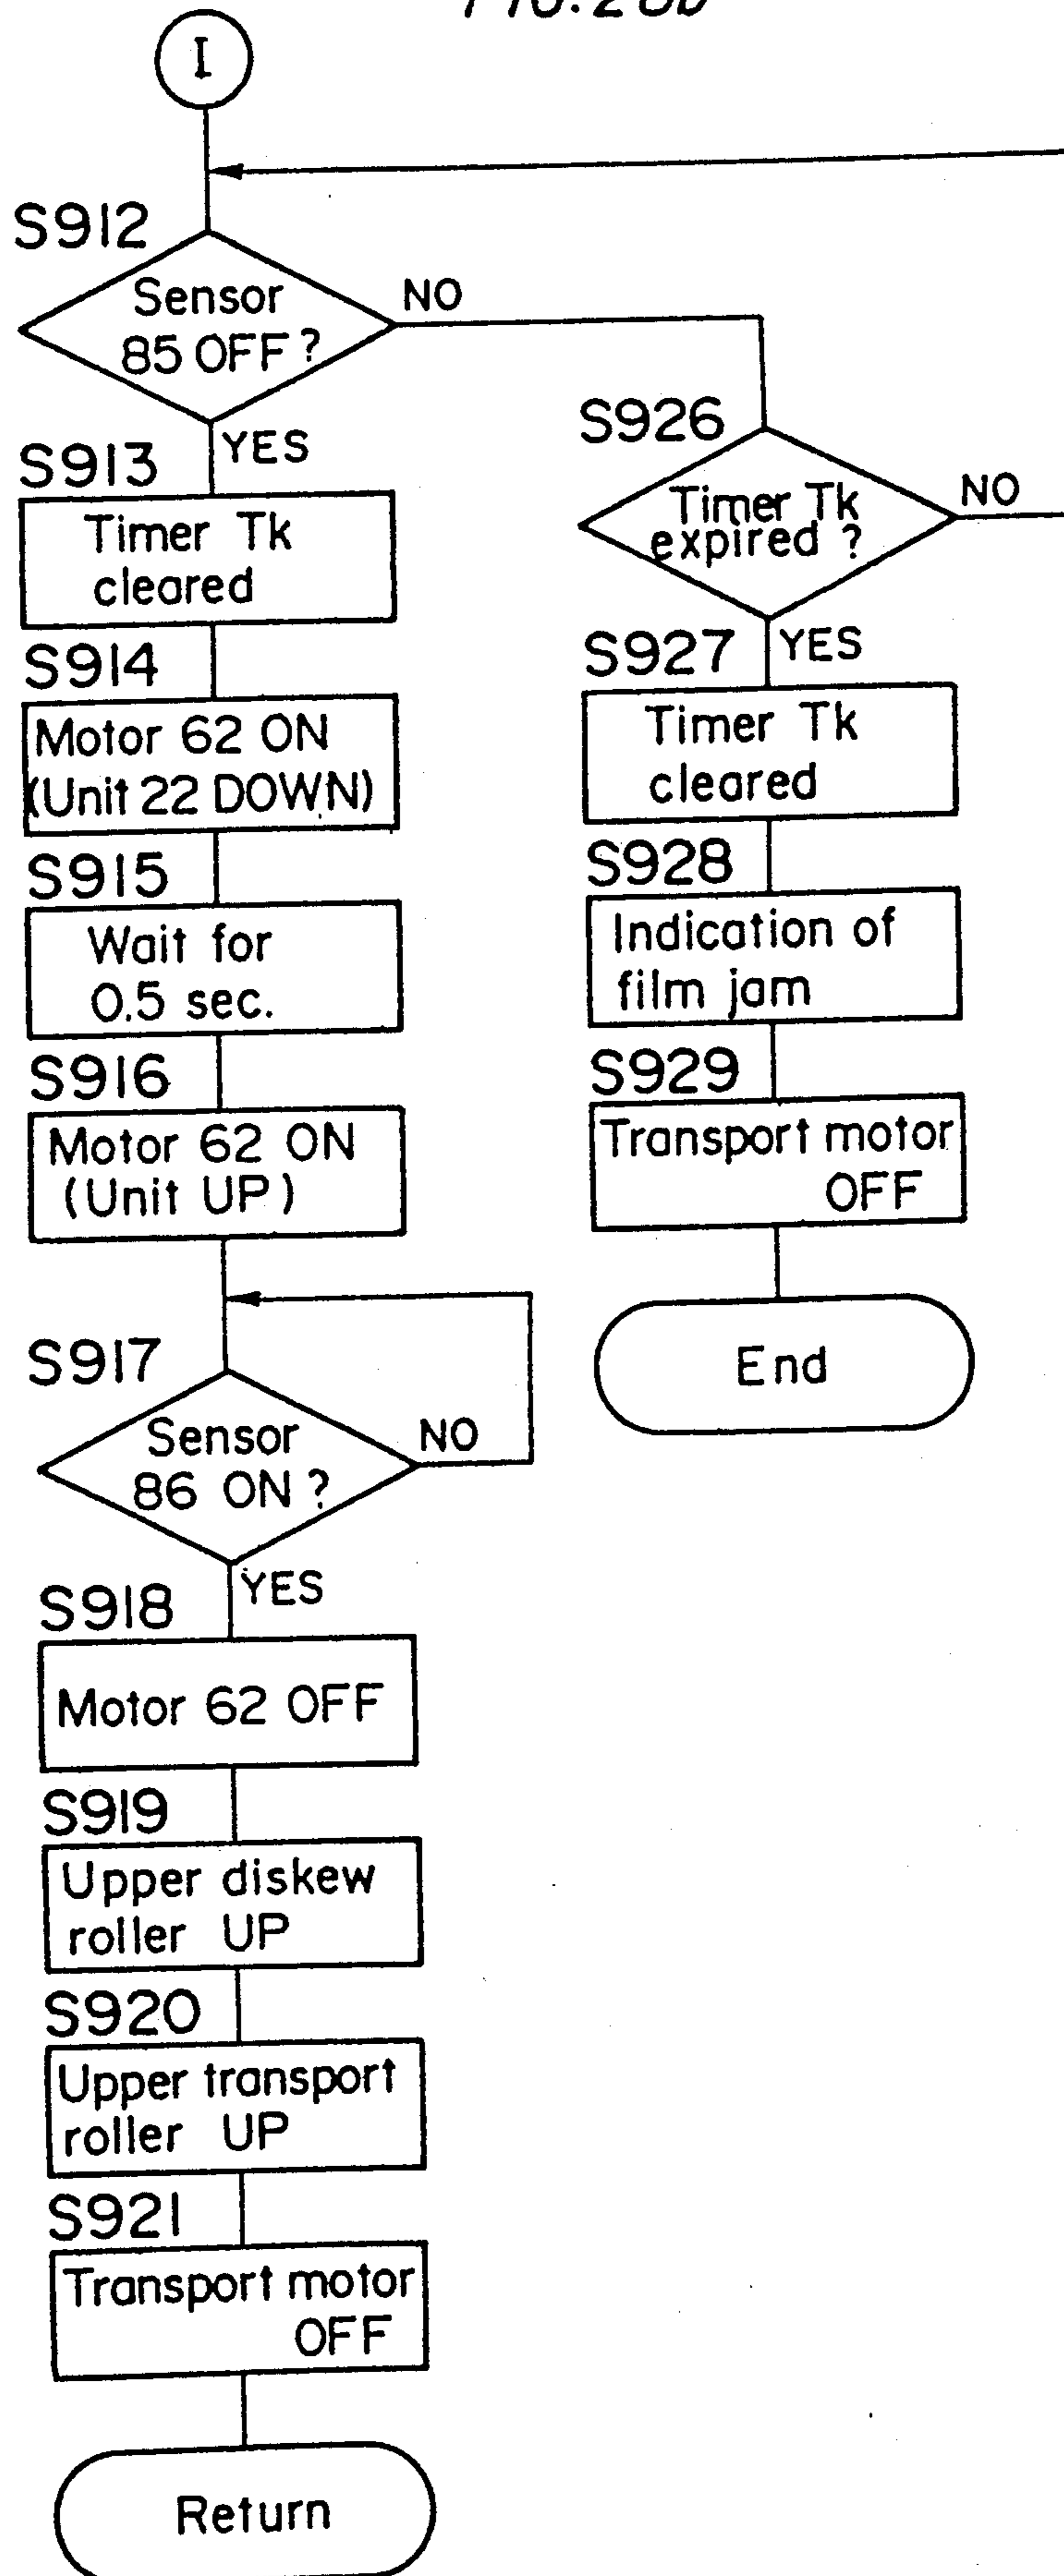 I
S912
Sensor
85 OFF?
NO
YES
S913
Timer Tk
cleared
S914
Motor 62 ON
(Unit 22 DOWN)
S915
Wait for
0.5 sec.
S916
Motor 62 ON
(Unit UP)
S917
Sensor
86 ON?
NO
YES
S918
Motor 62 OFF
S919
Upper diskew
roller UP
S920
Upper transport
roller UP
S921
Transport motor
OFF
Return
S926
Timer Tk
expired?
NO
YES
S927
Timer Tk
cleared
S928
Indication of
film jam
S929
Transport motor
OFF
End